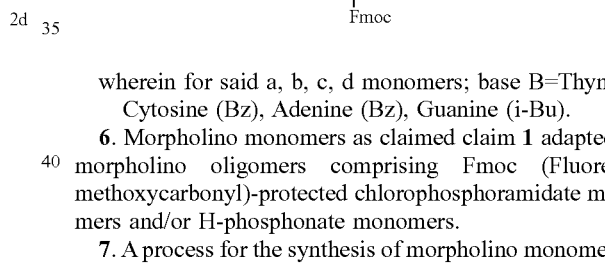 2d 35 Fmoc
wherein for said a, b, c, d monomers; base B=Thym
Cytosine (Bz), Adenine (Bz), Guanine (i-Bu).
6. Morpholino monomers as claimed claim 1 adapted
40 morpholino oligomers comprising Fmoc (Fluore
methoxycarbonyl)-protected chlorophosphoramidate m
mers and/or H-phosphonate monomers.
7. A process for the synthesis of morpholino monome